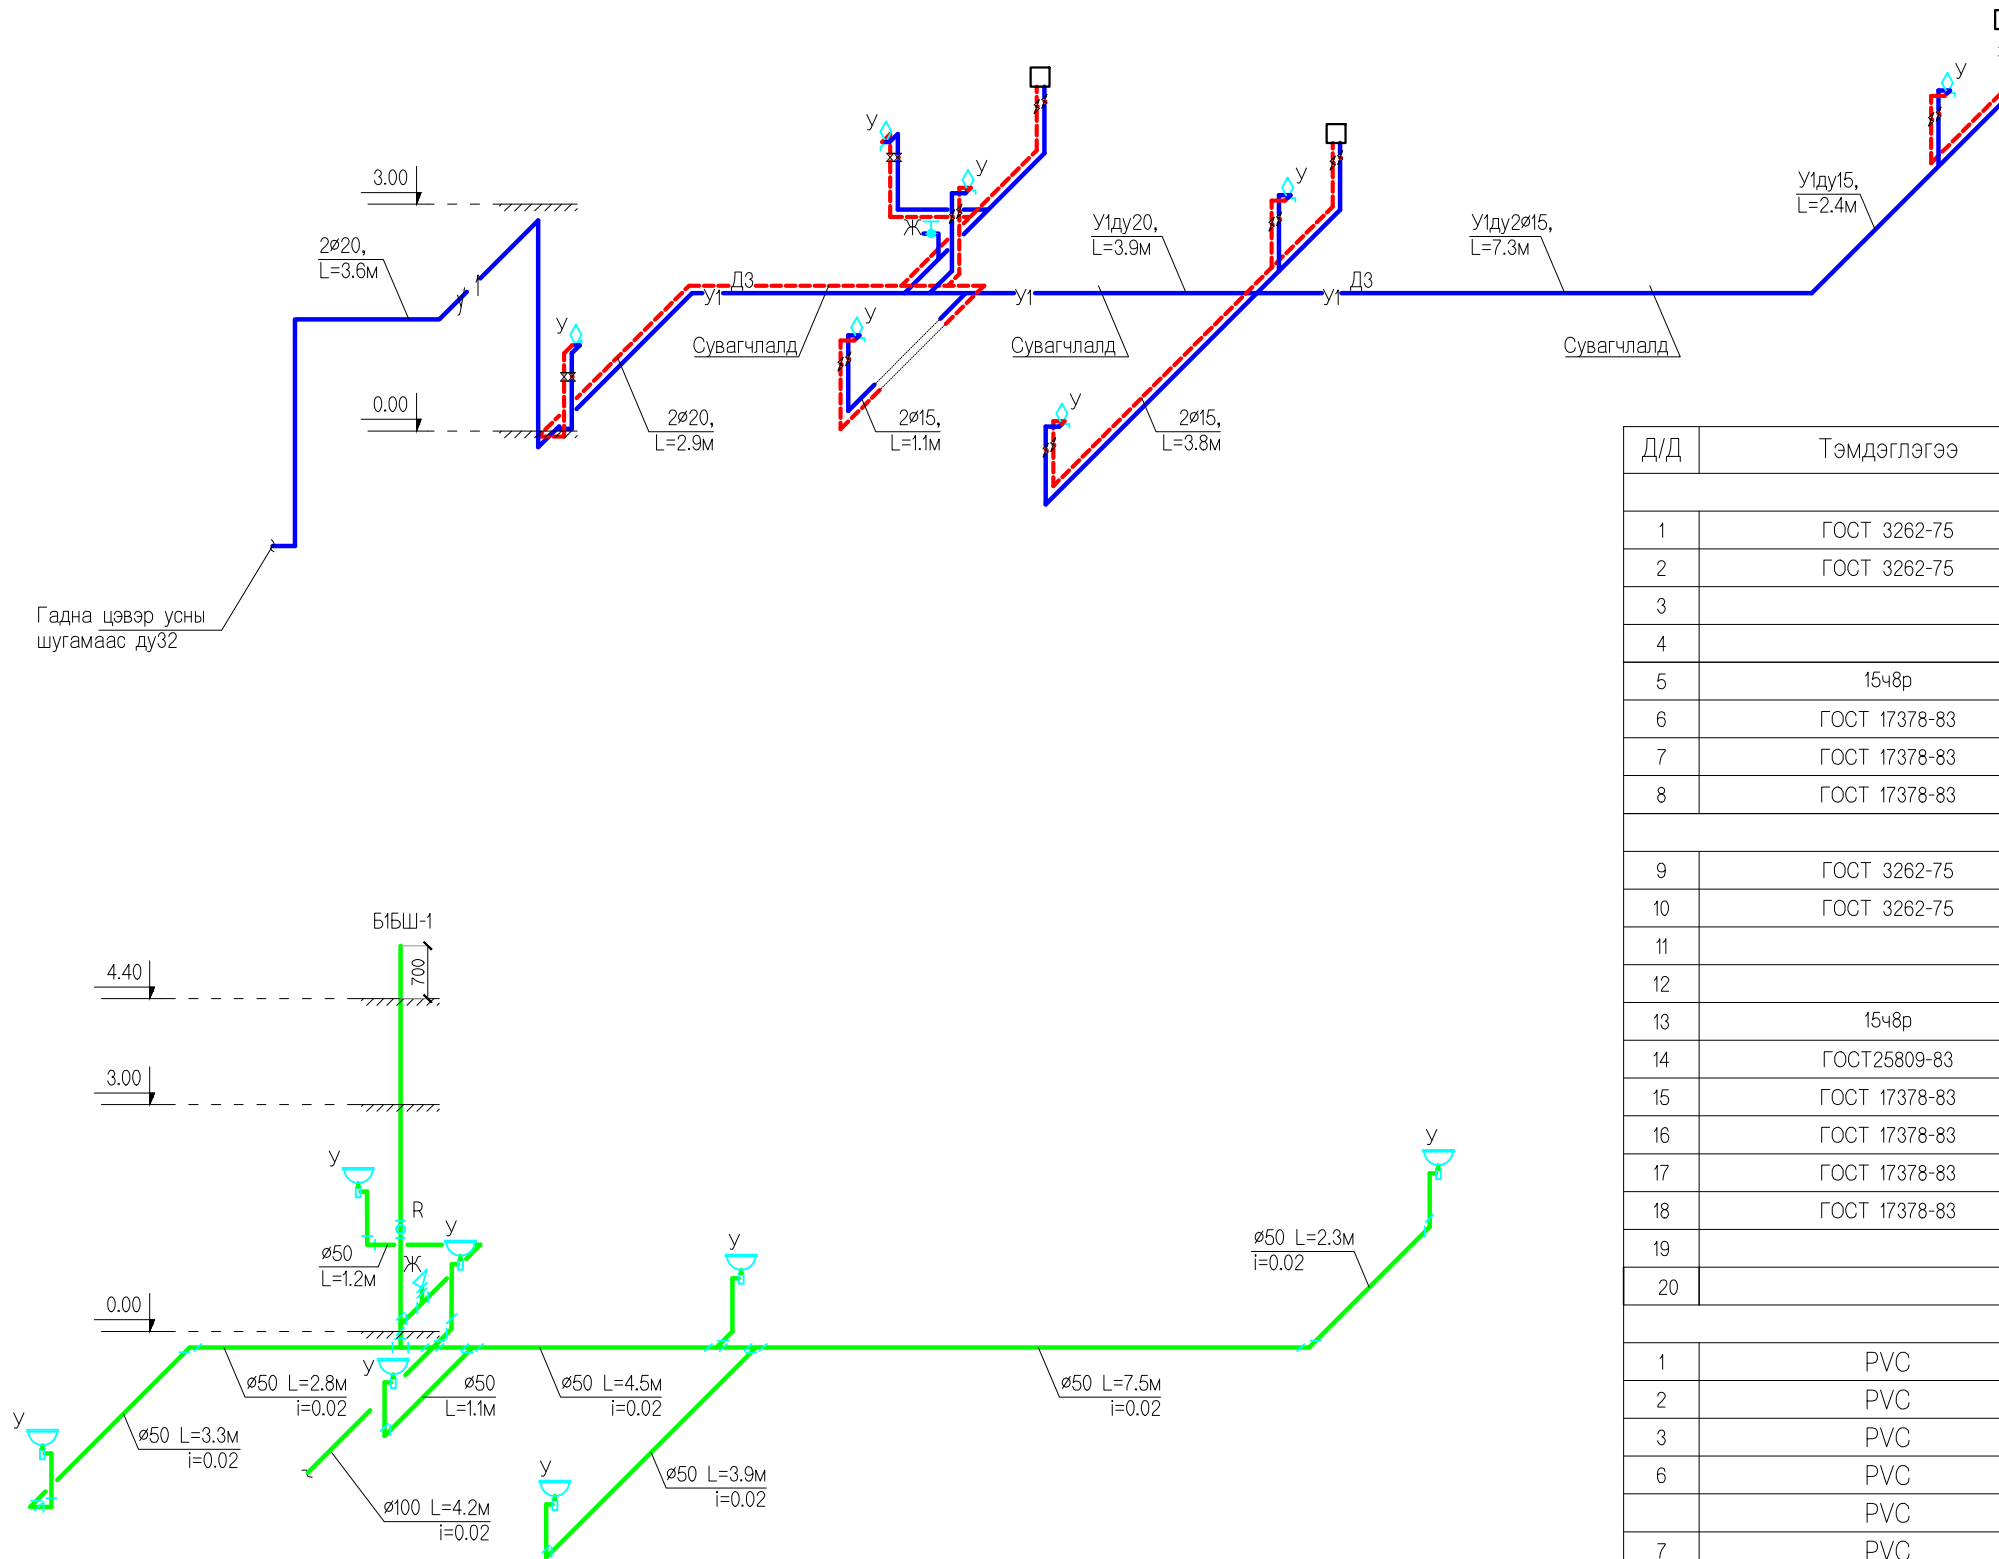 У
У
У
У
3.00
У1ду15,
L=2.4м
2ø20,
L=3.6м
Ж
У1ду20,
L=3.9м
У1ду2ø15,
L=7.3м
У1
Д3
У1
У1
Д3
У1
У
У
Сувагчлалд
Сувагчлалд
Сувагчлалд
0.00
2ø20,
L=2.9м
2ø15,
L=1.1м
У
2ø15,
L=3.8м
Гадна цэвэр усны
шугамаас ду32
Д/Д Тэмдэглэгээ
1 ГОСТ 3262-75
2 ГОСТ 3262-75
3
4
5 15ч8р
6 ГОСТ 17378-83
7 ГОСТ 17378-83
8 ГОСТ 17378-83
9 ГОСТ 3262-75
10 ГОСТ 3262-75
11
12
13 15ч8р
14 ГОСТ25809-83
15 ГОСТ 17378-83
16 ГОСТ 17378-83
17 ГОСТ 17378-83
18 ГОСТ 17378-83
19
20
1 PVC
2 PVC
3 PVC
6 PVC
PVC
7 PVC
Б1БШ-1
700
4.40
3.00
У
R
У
У
У
ø50
L=1.2м
Ж
ø50 L=2.3м
i=0.02
0.00
У
ø50 L=2.8м
i=0.02
ø50
L=1.1м
ø50 L=4.5м
i=0.02
ø50 L=7.5м
i=0.02
У
ø50 L=3.3м
i=0.02
У
ø50 L=3.9м
i=0.02
ø100 L=4.2м
i=0.02